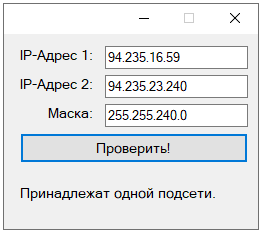 IP-Адрес 1: 94.235.16.59
IP-Адрес 2: 94.235.23.240
Маска: 255.255.240.0
Проверить!
Принадлежат одной подсети.